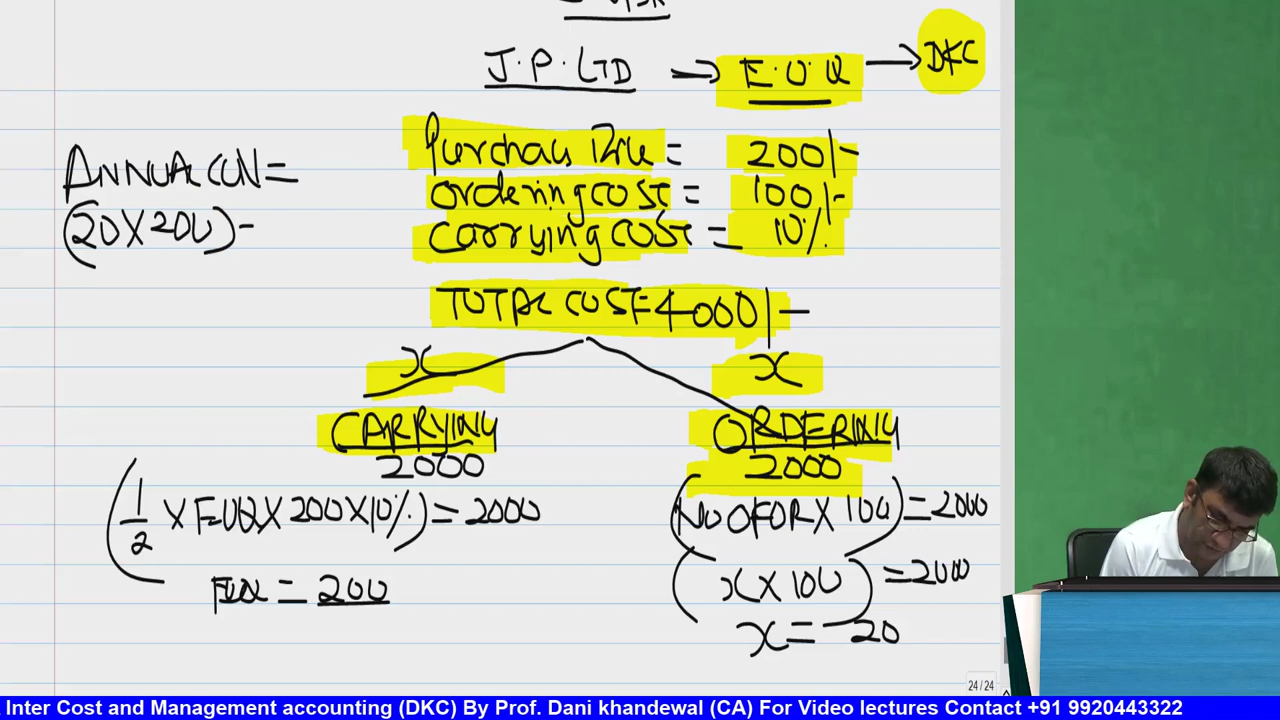 J.P. LTD → E.O.Q → DKC
Purchase Price = 200/-
ordering cost = 100/-
carrying cost = 10%
ANNUAL CON =
(20 X 200) =
TOTAL COST = 4000/-
x x
CARRYING ORDERING
2000 2000
(1/2 X EOQ X 200 X 10%) = 2000
(NO OF OR X 100) = 2000
EOQ = 200
(x X 100) = 2000
x = 20
24 / 24
Inter Cost and Management accounting (DKC) By Prof. Dani khandewal (CA) For Video lectures Contact +91 9920443322